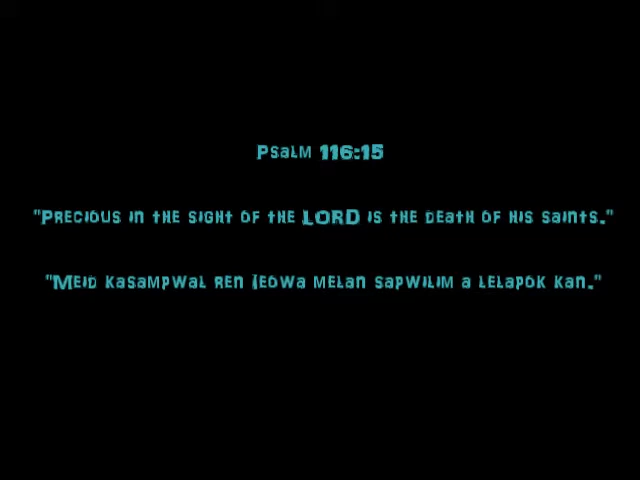 Psalm 116:15
"Precious in the sight of the LORD is the death of his saints."
"Meid kasampwal ren Ieowa melan sapwilim a lelapok kan."